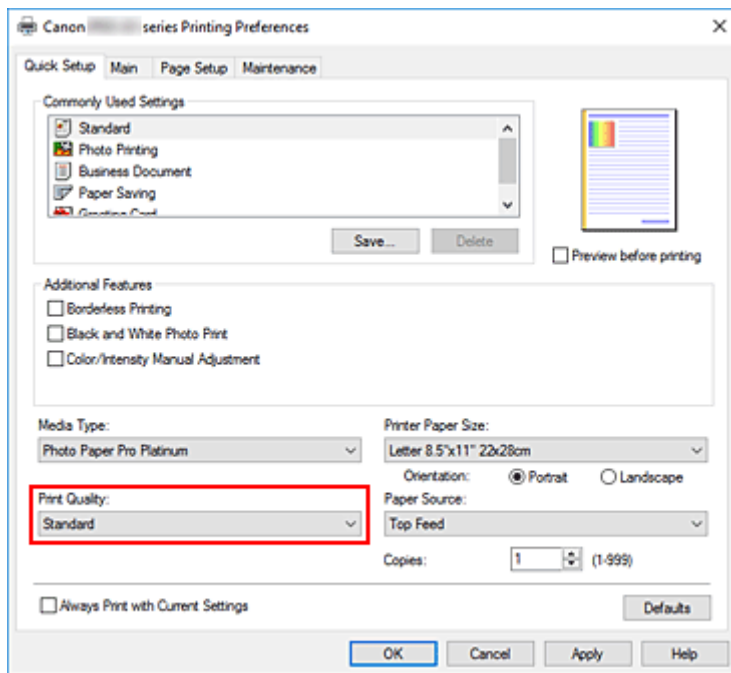 Canon series Printing Preferences
Quick Setup Main Page Setup Maintenance
Commonly Used Settings
Standard
Photo Printing
Business Document
Paper Saving
Greeting Card
Save... Delete
Preview before printing
Additional Features
Borderless Printing
Black and White Photo Print
Color/Intensity Manual Adjustment
Media Type: Printer Paper Size:
Photo Paper Pro Platinum Letter 8.5"x11" 22x28cm
Orientation: Portrait Landscape
Print Quality: Paper Source:
Standard Top Feed
Copies: 1 (1-999)
Always Print with Current Settings Defaults
OK Cancel Apply Help